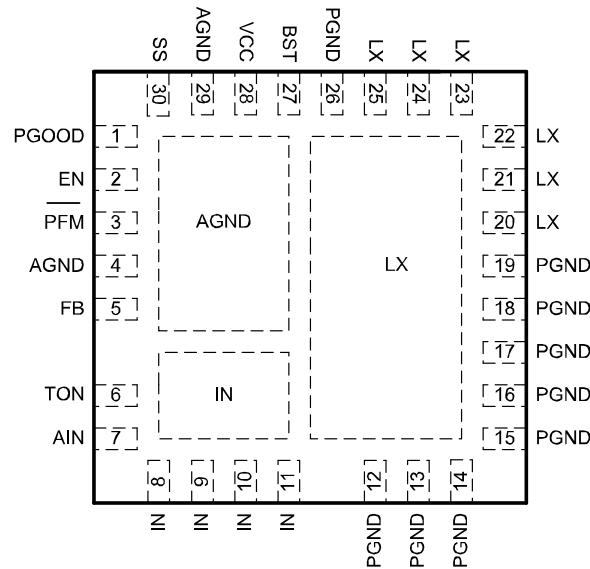 SS AGND VCC BST PGND LX LX LX
30 29 28 27 26 25 24 23
PGOOD 1
EN 2
PFM 3
AGND 4
FB 5
TON 6
AIN 7
AGND
IN
LX
22 LX
21 LX
20 LX
19 PGND
18 PGND
17 PGND
16 PGND
15 PGND
8 9 10 11 12 13 14
IN IN IN IN PGND PGND PGND